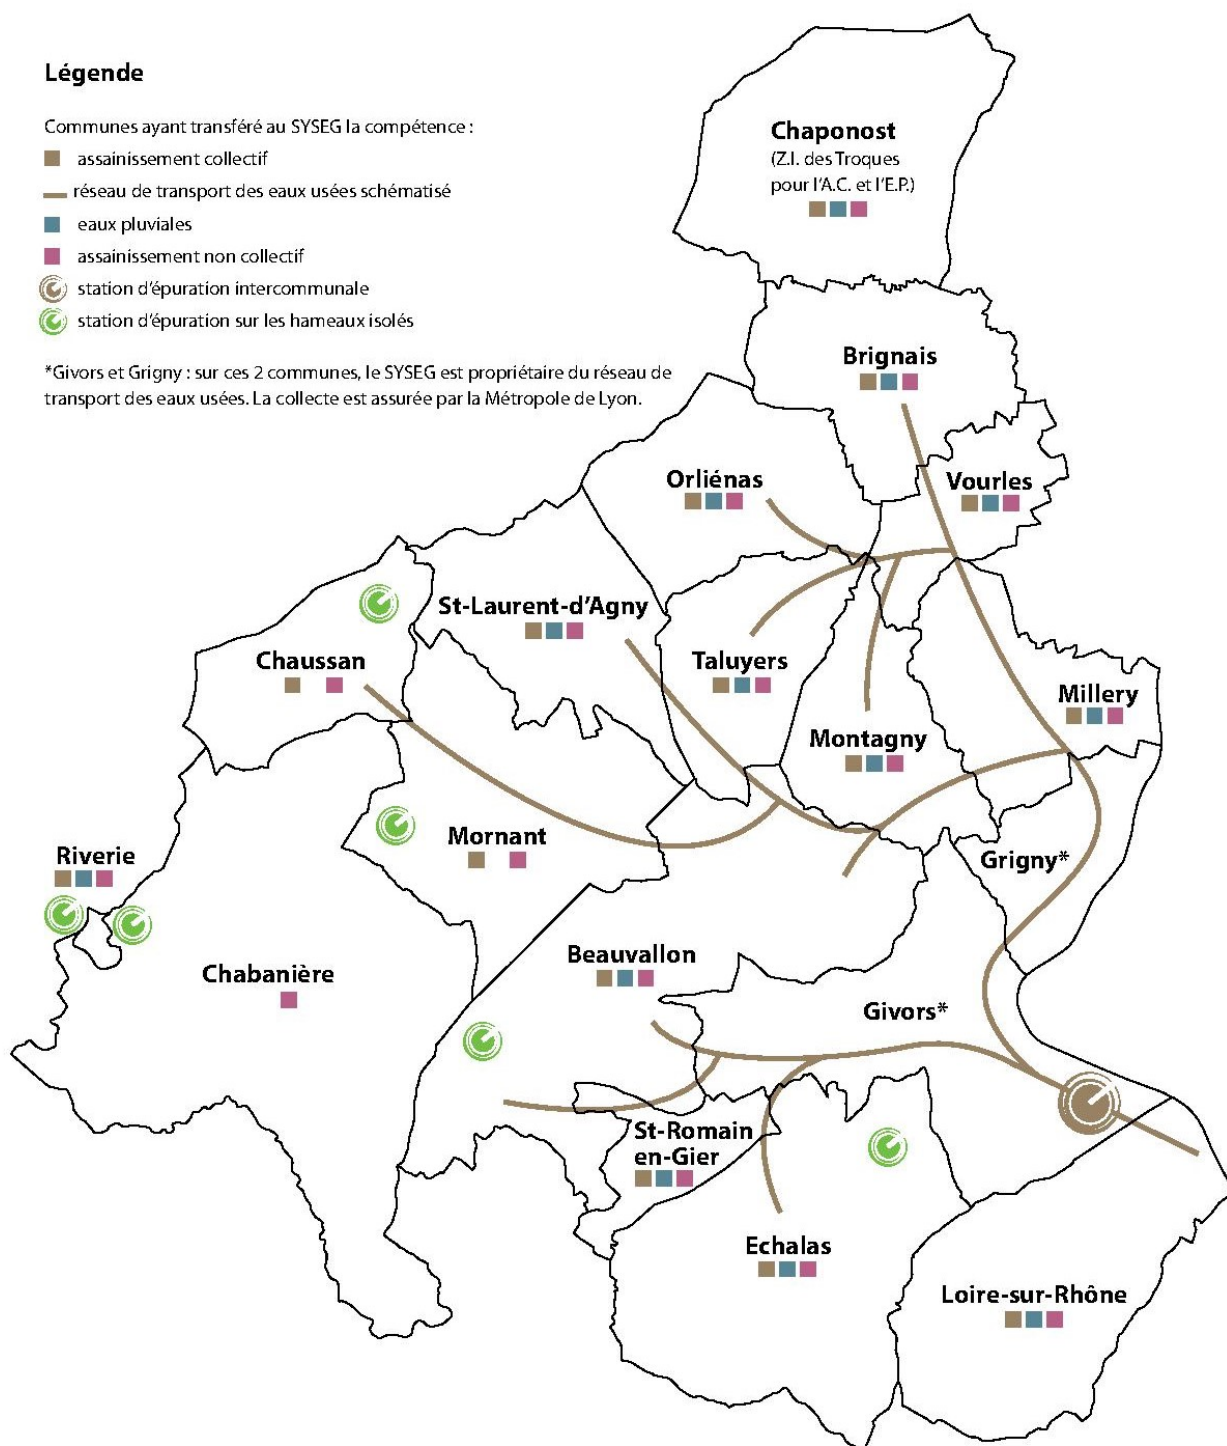 Légende
Communes ayant transféré au SYSEG la compétence :
assainissement collectif
réseau de transport des eaux usées schématisé
eaux pluviales
assainissement non collectif
station d'épuration intercommunale
station d'épuration sur les hameaux isolés
*Givors et Grigny : sur ces 2 communes, le SYSEG est propriétaire du réseau de
transport des eaux usées. La collecte est assurée par la Métropole de Lyon.
Chaponost
(Z.I. des Troques
pour l'A.C. et l'E.P.)
Brignais
Orliénas
Vourles
St-Laurent-d'Agny
Chaussan
Taluyers
Millery
Montagny
Mornant
Riverie
Grigny*
Beauvallon
Chabanière
Givors*
St-Romain
en-Gier
Echalas
Loire-sur-Rhône